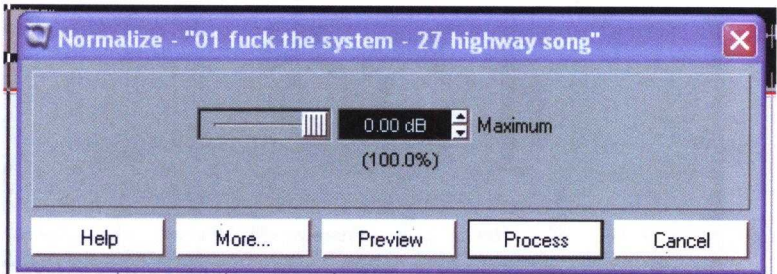 Normalize - "01 fuck the system - 27 highway song"
0.00 dB Maximum
(100.0%)
Help More... Preview Process Cancel